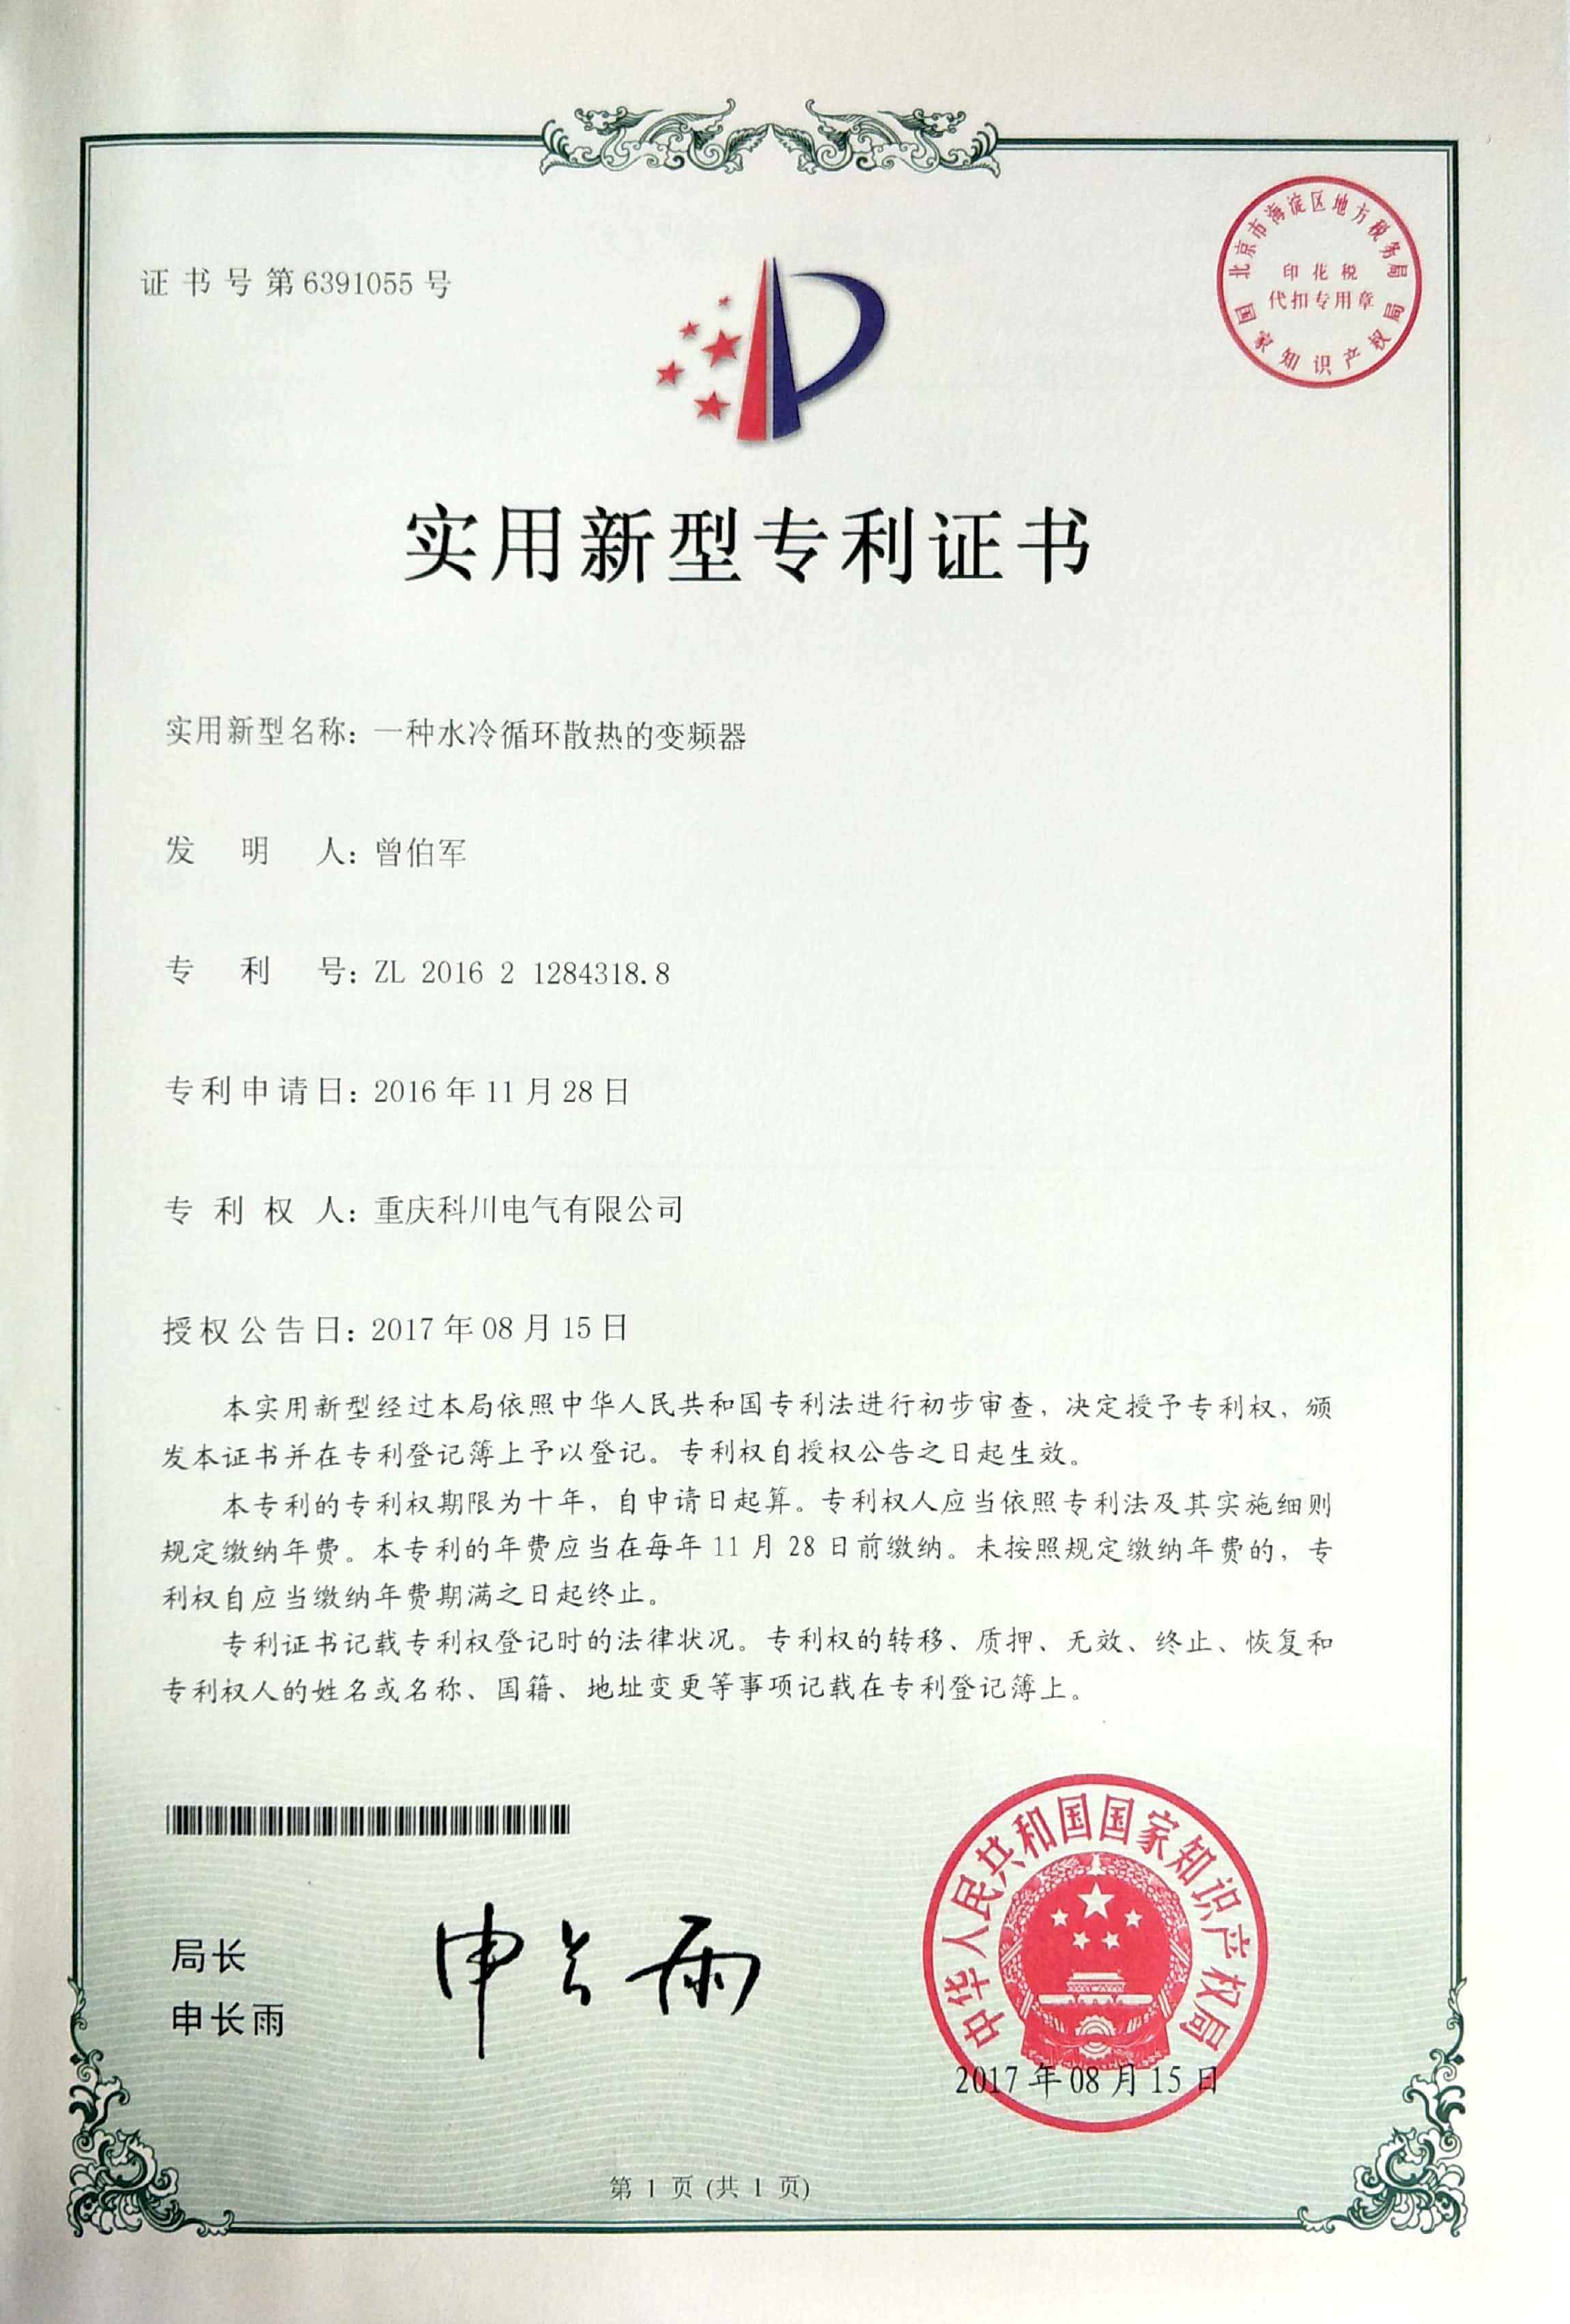 证书号第6391055号
北京市海淀区地方税务局
印花税
代扣专用章
国家知识产权局
实用新型专利证书
实用新型名称：一种水冷循环散热的变频器
发明人：曾伯军
专利号：ZL 2016 2 1284318.8
专利申请日：2016年11月28日
专利权人：重庆科川电气有限公司
授权公告日：2017年08月15日
本实用新型经过本局依照中华人民共和国专利法进行初步审查，决定授予专利权，颁
发本证书并在专利登记簿上予以登记。专利权自授权公告之日起生效。
本专利的专利权期限为十年，自申请日起算。专利权人应当依照专利法及其实施细则
规定缴纳年费。本专利的年费应当在每年11月28日前缴纳。未按照规定缴纳年费的，专
利权自应当缴纳年费期满之日起终止。
专利证书记载专利权登记时的法律状况。专利权的转移、质押、无效、终止、恢复和
专利权人的姓名或名称、国籍、地址变更等事项记载在专利登记簿上。
局长
申长雨
申长雨
中华人民共和国国家知识产权局
2017年08月15日
第1页(共1页)